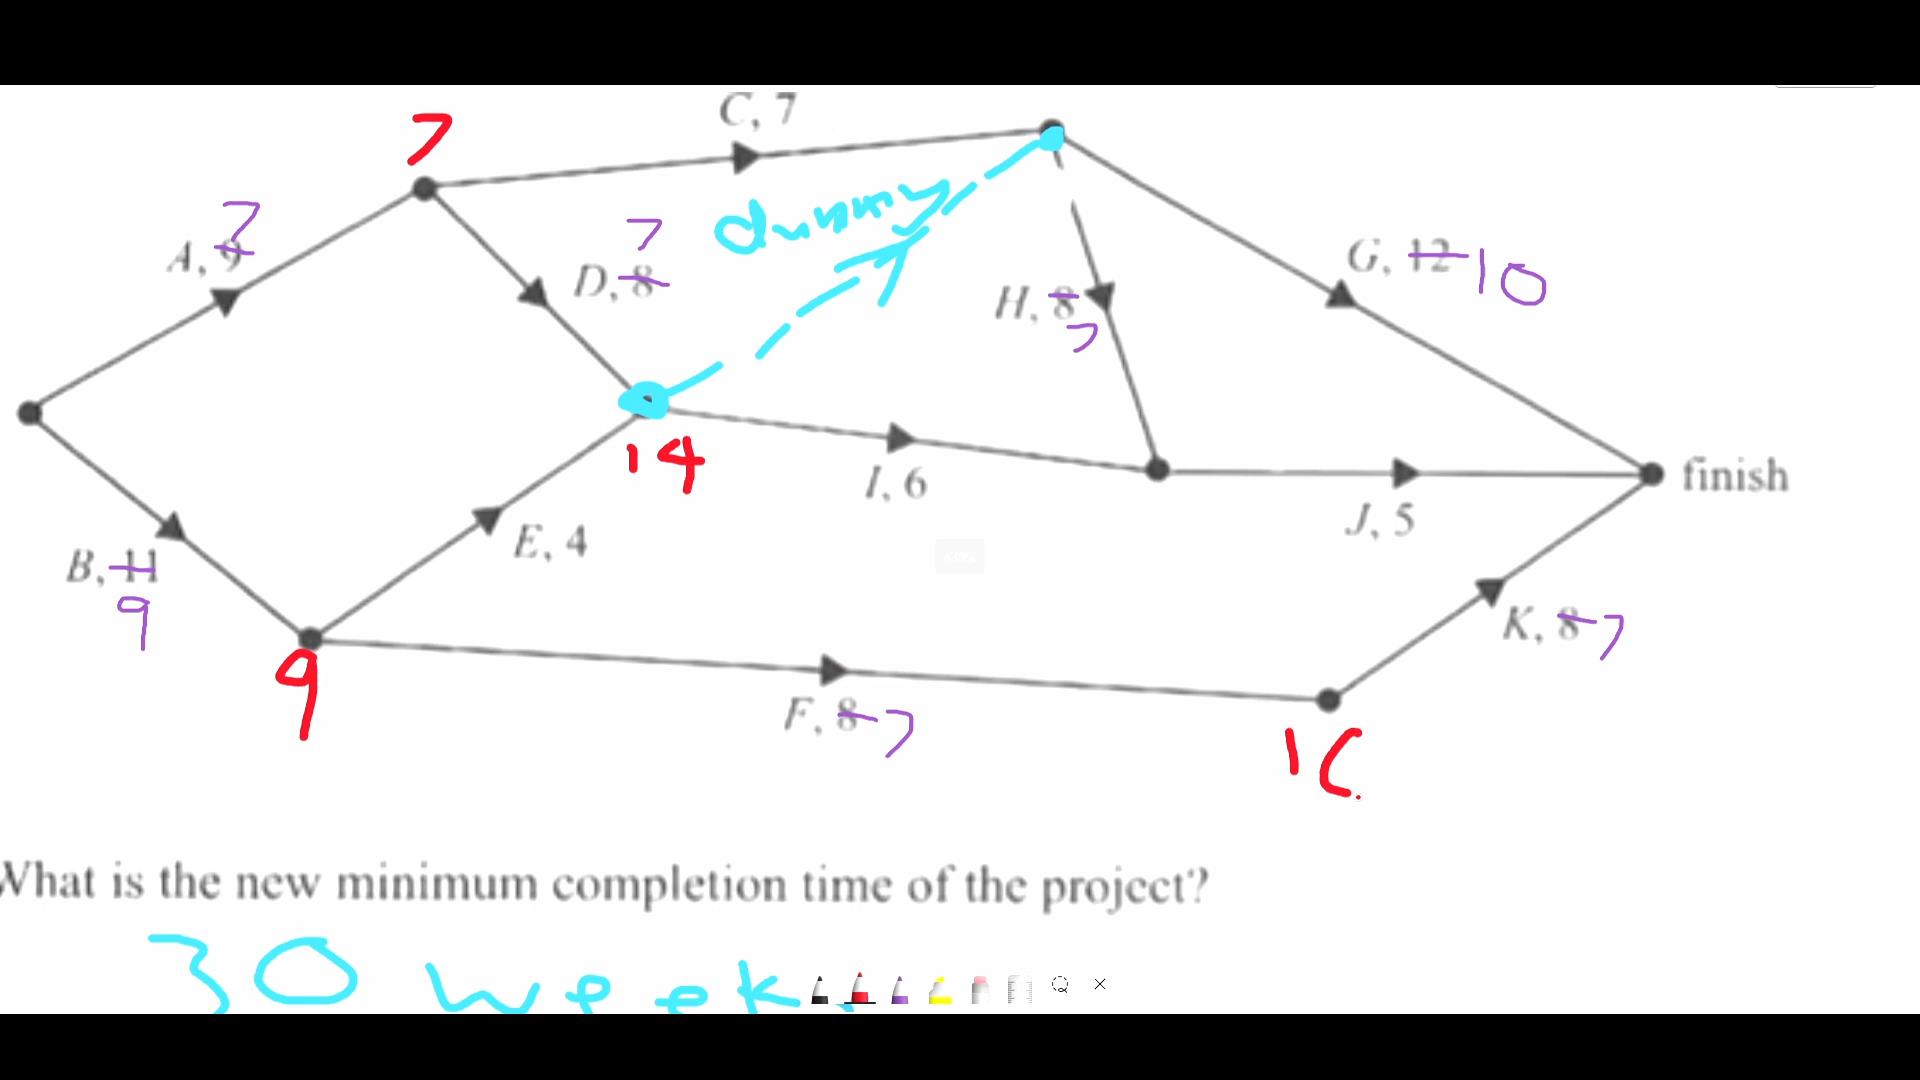 C, 7
7
7
A, 9
7
D, 8
dummy
G, 12 10
H, 8
7
14
I, 6
finish
J, 5
E, 4
B, 11
9
K, 8 7
9
F, 8 7
1
What is the new minimum completion time of the project?
30 week